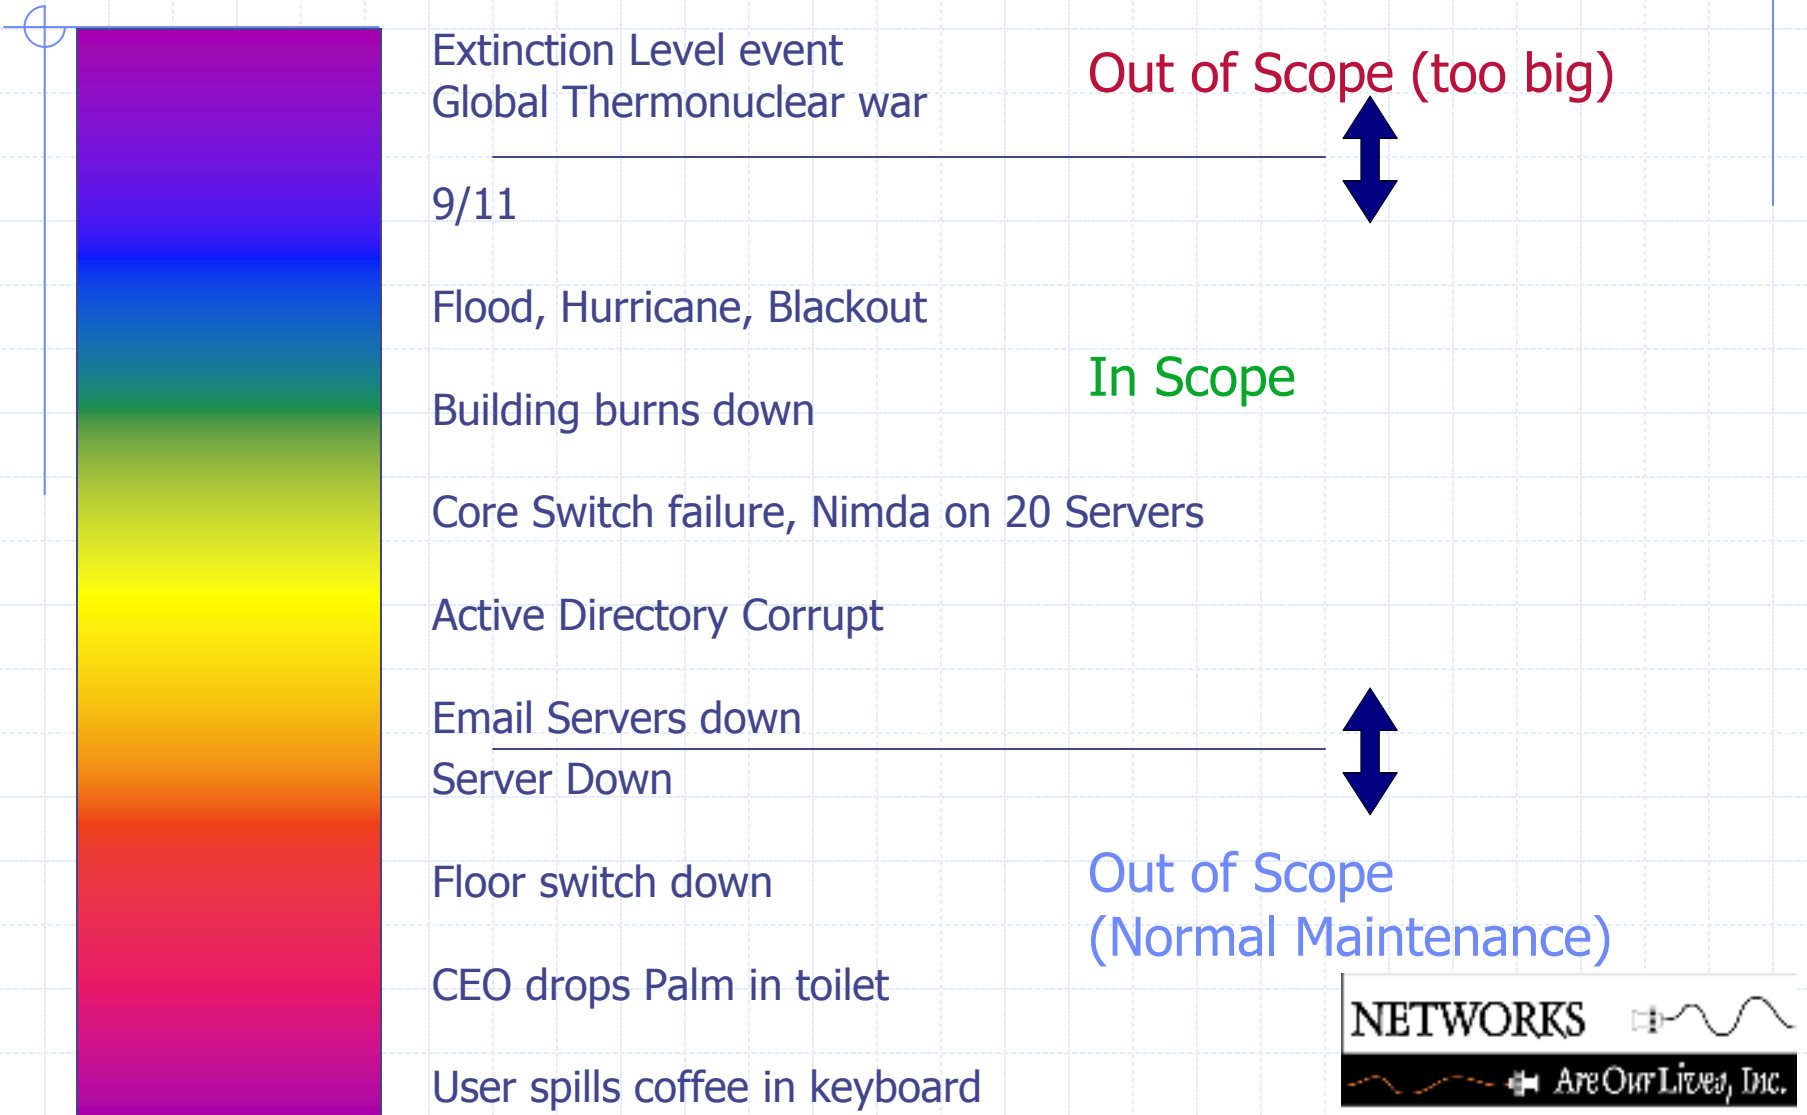 Extinction Level event
Global Thermonuclear war
Out of Scope (too big)
9/11
Flood, Hurricane, Blackout
In Scope
Building burns down
Core Switch failure, Nimda on 20 Servers
Active Directory Corrupt
Email Servers down
Server Down
Floor switch down
Out of Scope
(Normal Maintenance)
CEO drops Palm in toilet
User spills coffee in keyboard
NETWORKS
Are Our Lives, Inc.